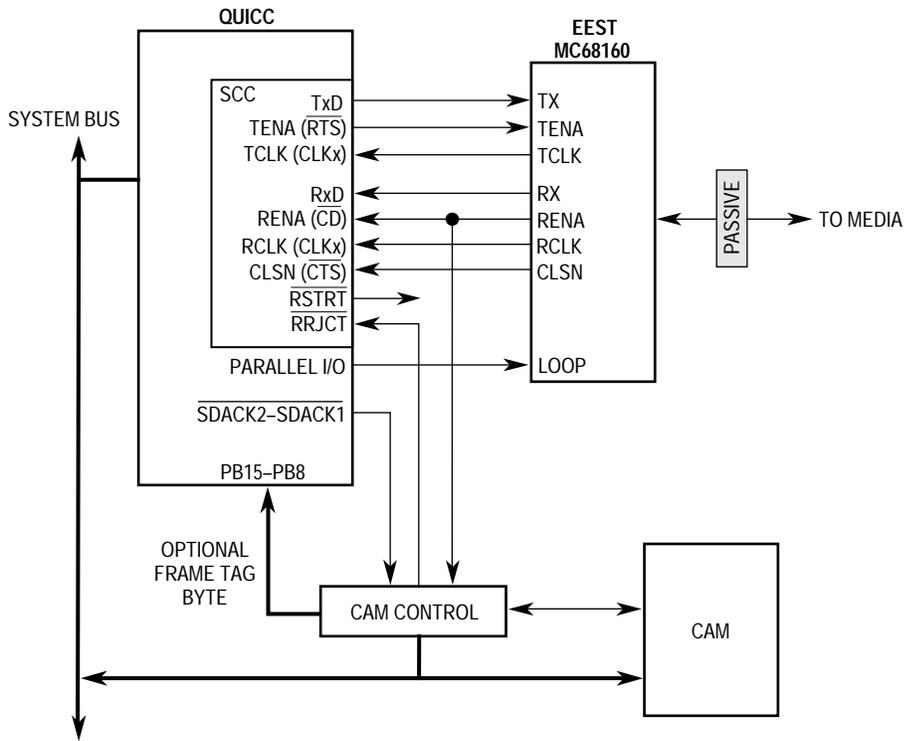 QUICC
EEST
MC68160
SYSTEM BUS
SCC
TxD
TENA (RTS)
TCLK (CLKx)
RxD
RENA (CD)
RCLK (CLKx)
CLSN (CTS)
RSTRT
RRJCT
PARALLEL I/O
SDACK2–SDACK1
PB15–PB8
TX
TENA
TCLK
RX
RENA
RCLK
CLSN
LOOP
PASSIVE
TO MEDIA
OPTIONAL
FRAME TAG
BYTE
CAM CONTROL
CAM